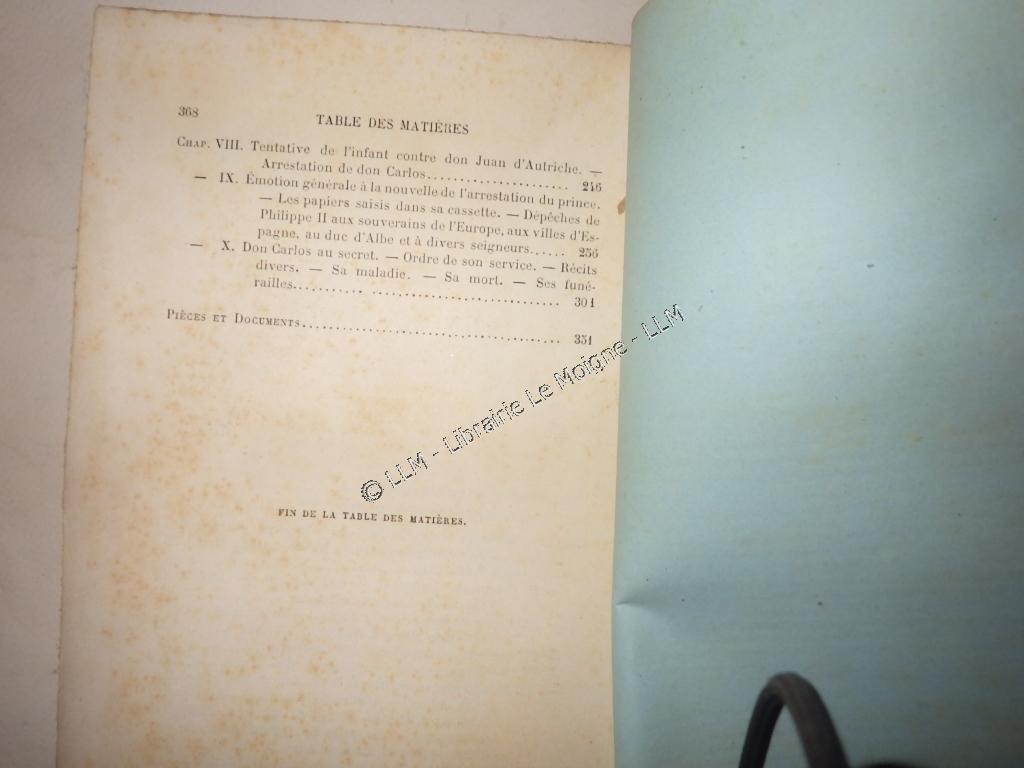 368
TABLE DES MATIÈRES
CHAP. VIII. Tentative de l'infant contre don Juan d'Autriche. —
Arrestation de don Carlos...................... 246
— IX. Émotion générale à la nouvelle de l'arrestation du prince.
— Les papiers saisis dans sa cassette. — Dépêches de
Philippe II aux souverains de l'Europe, aux villes d'Es-
pagne, au duc d'Albe et à divers seigneurs...... 256
— X. Don Carlos au secret. — Ordre de son service. — Récits
divers. — Sa maladie. — Sa mort. — Ses funé-
railles........................................ 301
PIÈCES ET DOCUMENTS....................................... 351
© LLM - Librairie Le Moigne - LLM
FIN DE LA TABLE DES MATIÈRES.